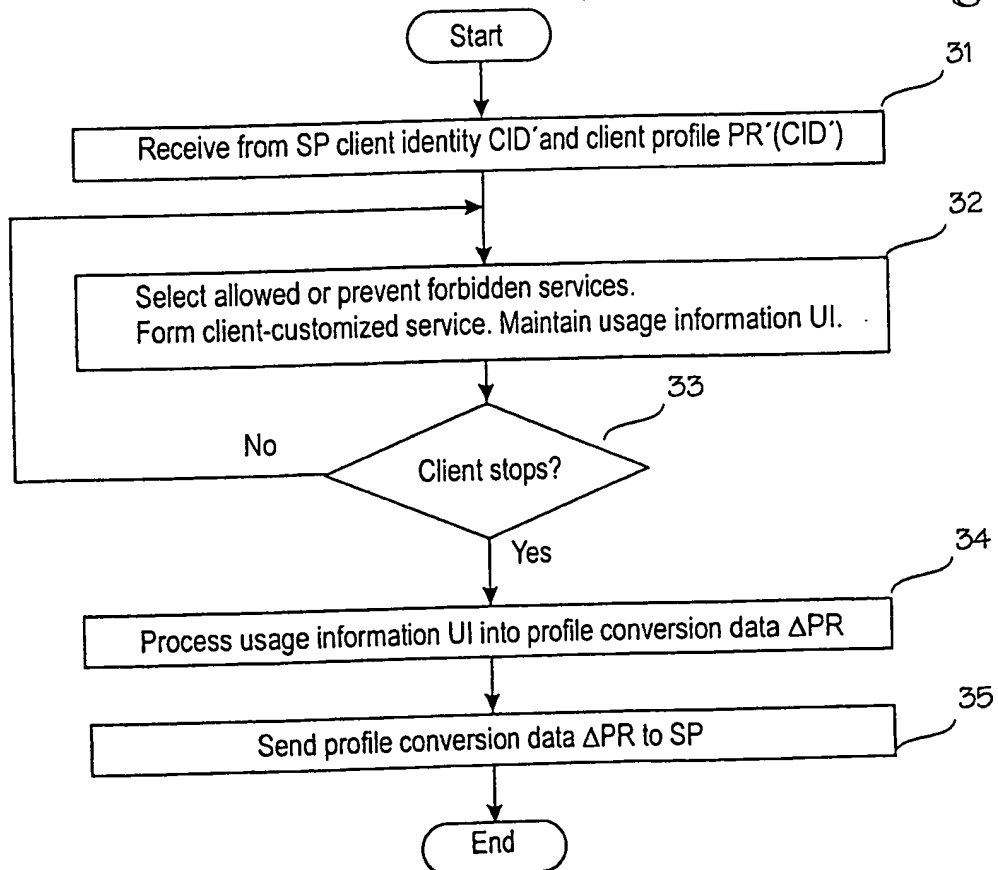 Start
31
Receive from SP client identity CID´and client profile PR´(CID´)
32
Select allowed or prevent forbidden services.
Form client-customized service. Maintain usage information UI.
33
No
Client stops?
Yes
34
Process usage information UI into profile conversion data ΔPR
35
Send profile conversion data ΔPR to SP
End